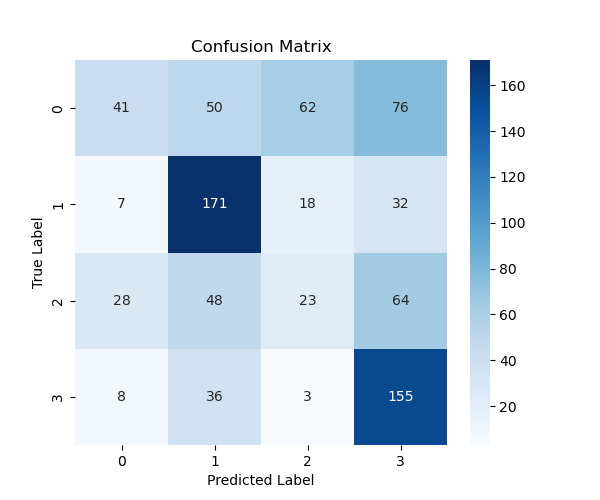 Confusion Matrix
0 41 50 62 76
1 7 171 18 32
2 28 48 23 64
3 8 36 3 155
0 1 2 3
Predicted Label
True Label
160
140
120
100
80
60
40
20